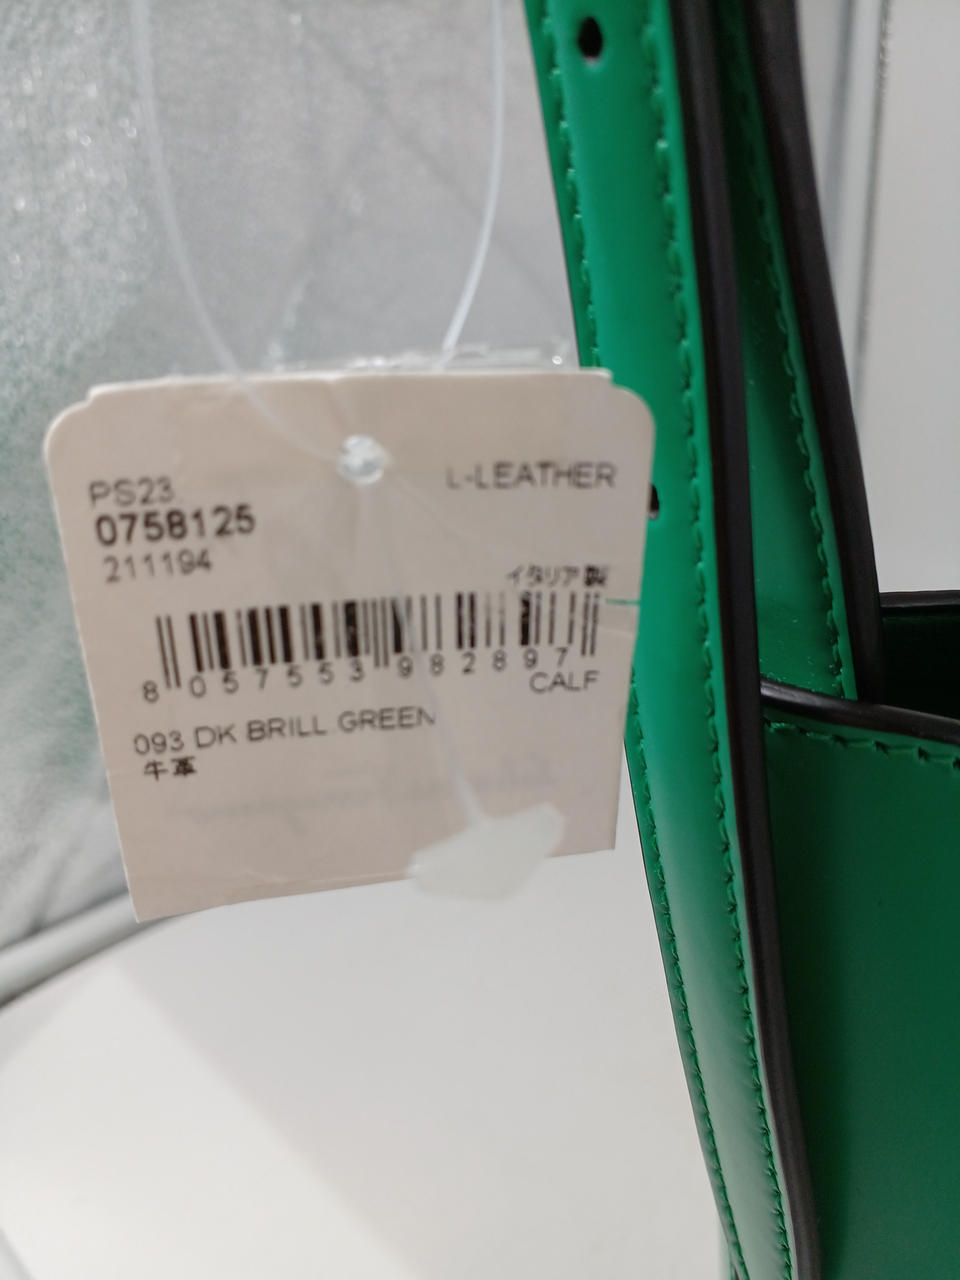 PS23 L-LEATHER
0758125
211194
イタリア製
8 057553 982897
CALF
093 DK BRILL.GREEN
牛革